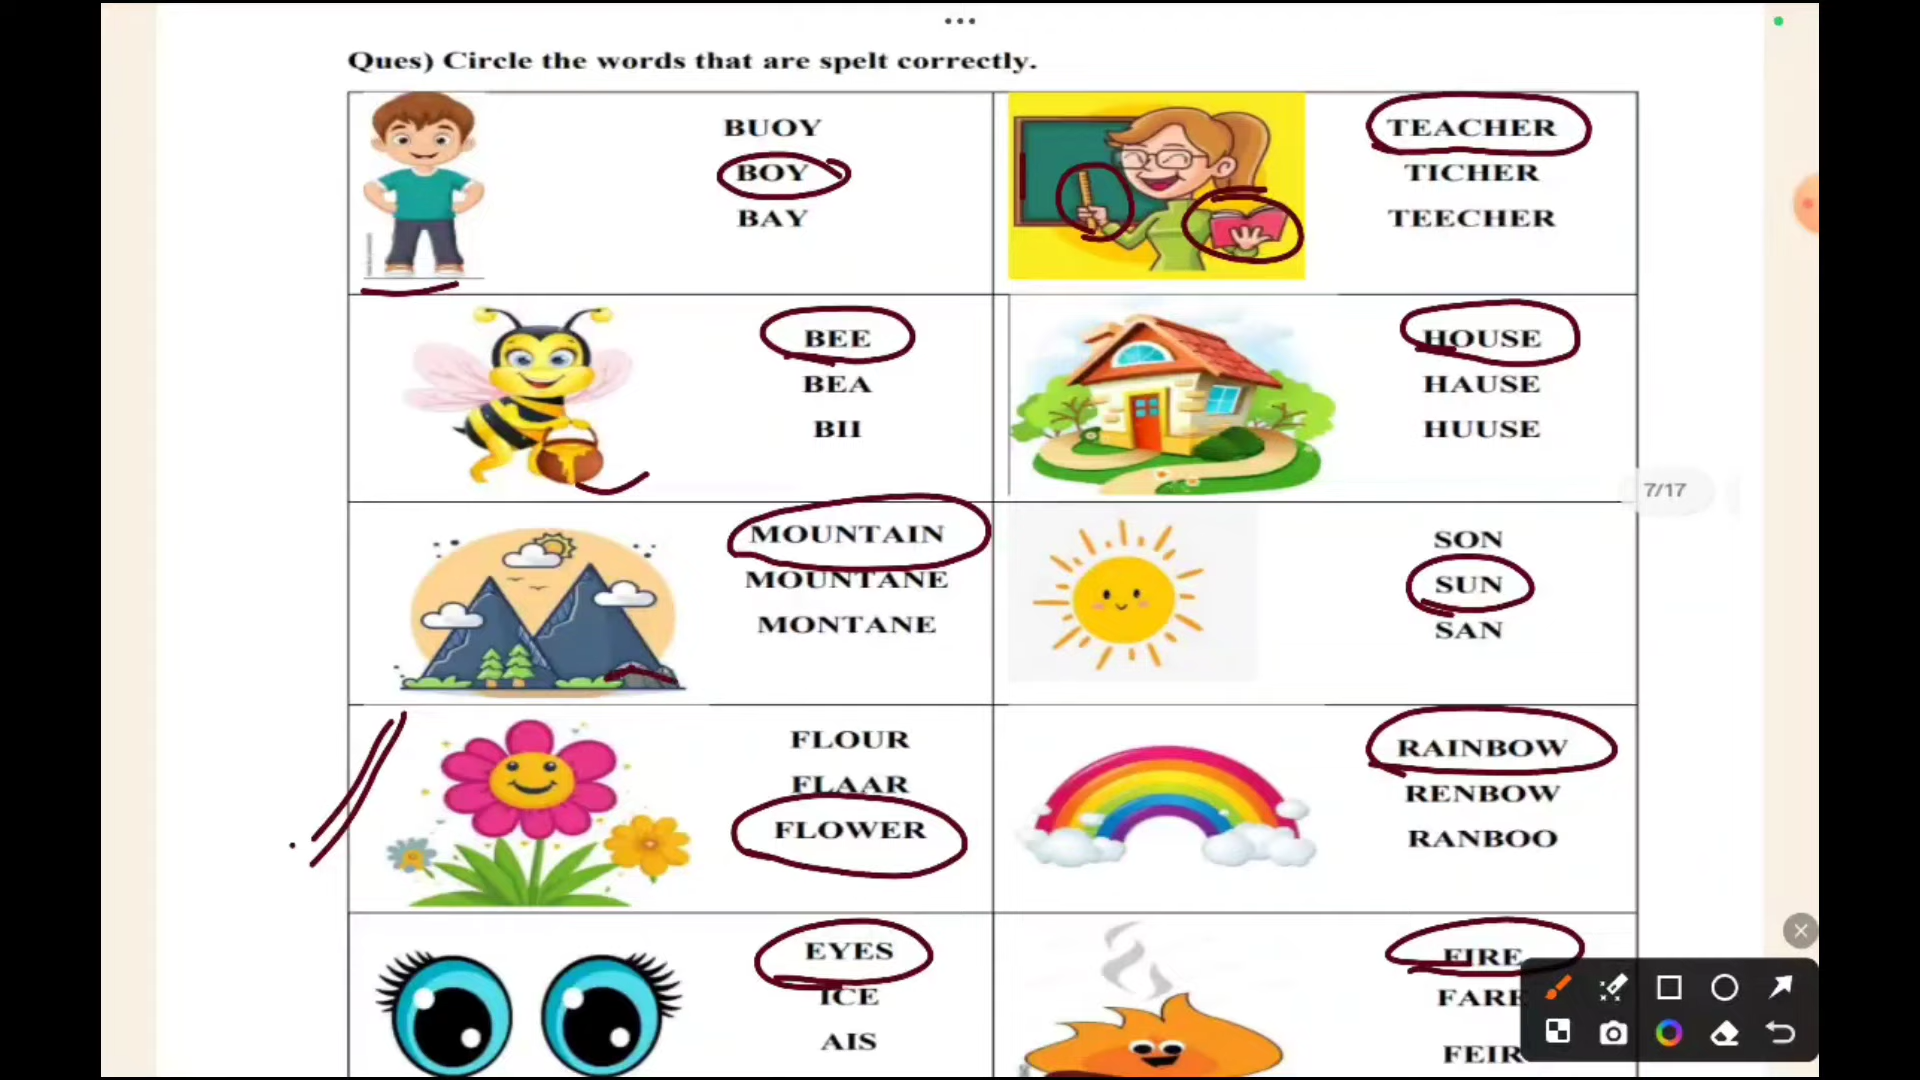 Ques) Circle the words that are spelt correctly.
BUOY
BOY
BAY
TEACHER
TICHER
TEECHER
BEE
BEA
BII
HOUSE
HAUSE
HUUSE
MOUNTAIN
MOUNTANE
MONTANE
SON
SUN
SAN
7/17
FLOUR
FLAAR
FLOWER
RAINBOW
RENBOW
RANBOO
EYES
ICE
AIS
FIRE
FARE
FEIR